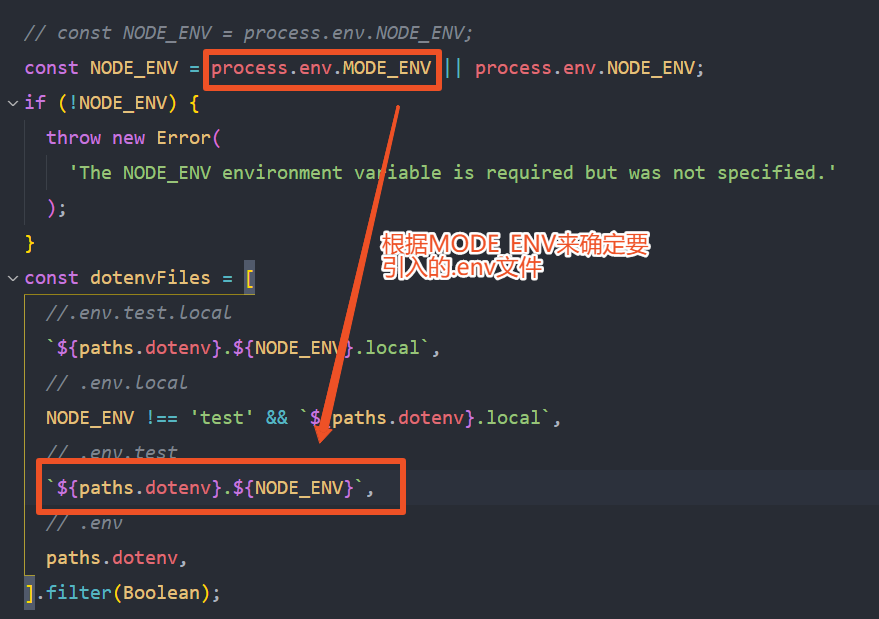 // const NODE_ENV = process.env.NODE_ENV;
const NODE_ENV = process.env.MODE_ENV || process.env.NODE_ENV;
if (!NODE_ENV) {
throw new Error(
'The NODE_ENV environment variable is required but was not specified.'
);
}
根据MODE_ENV来确定要
引入的.env文件
const dotenvFiles = [
//.env.test.local
`${paths.dotenv}.${NODE_ENV}.local`,
// .env.local
NODE_ENV !== 'test' && `${paths.dotenv}.local`,
// .env.test
`${paths.dotenv}.${NODE_ENV}`,
// .env
paths.dotenv,
].filter(Boolean);